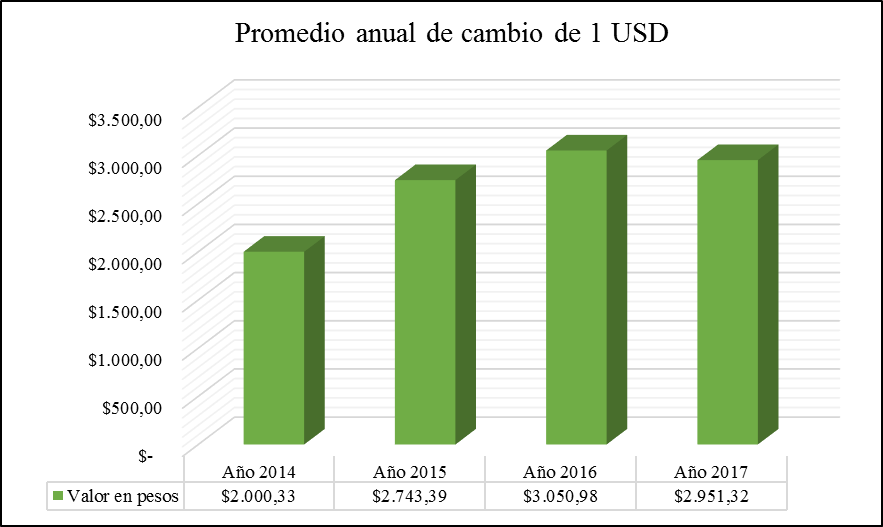 Promedio anual de cambio de 1 USD
$3.500,00
$3.000,00
$2.500,00
$2.000,00
$1.500,00
$1.000,00
$500,00
$-
Año 2014 Año 2015 Año 2016 Año 2017
Valor en pesos $2.000,33 $2.743,39 $3.050,98 $2.951,32